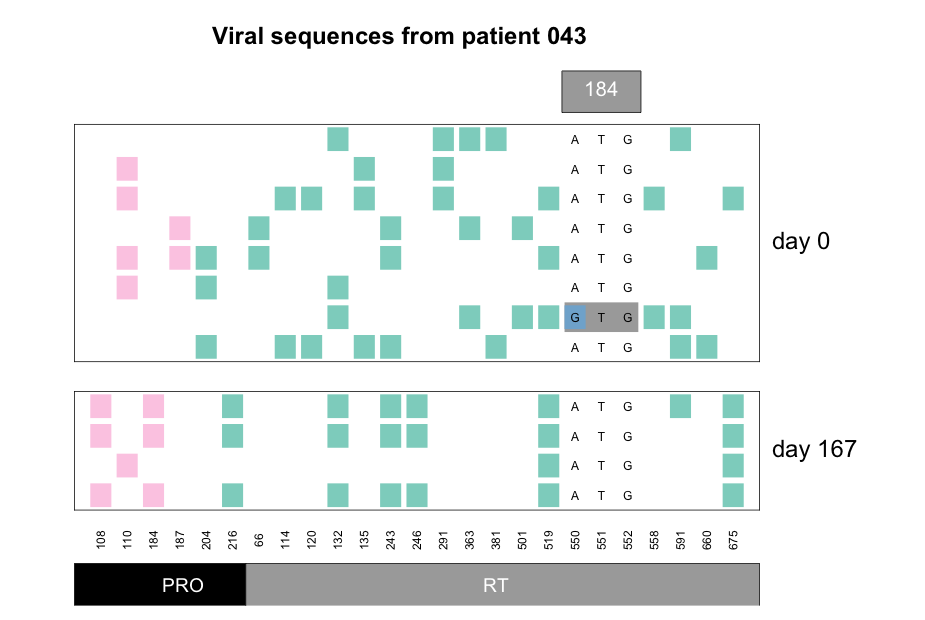 Viral sequences from patient 043
184
A T G
A T G
A T G
A T G
day 0
A T G
A T G
G T G
A T G
A T G
A T G
day 167
A T G
A T G
108 110 184 187 204 216 66 114 120 132 135 243 246 291 363 381 501 519 550 551 552 558 591 660 675
PRO RT